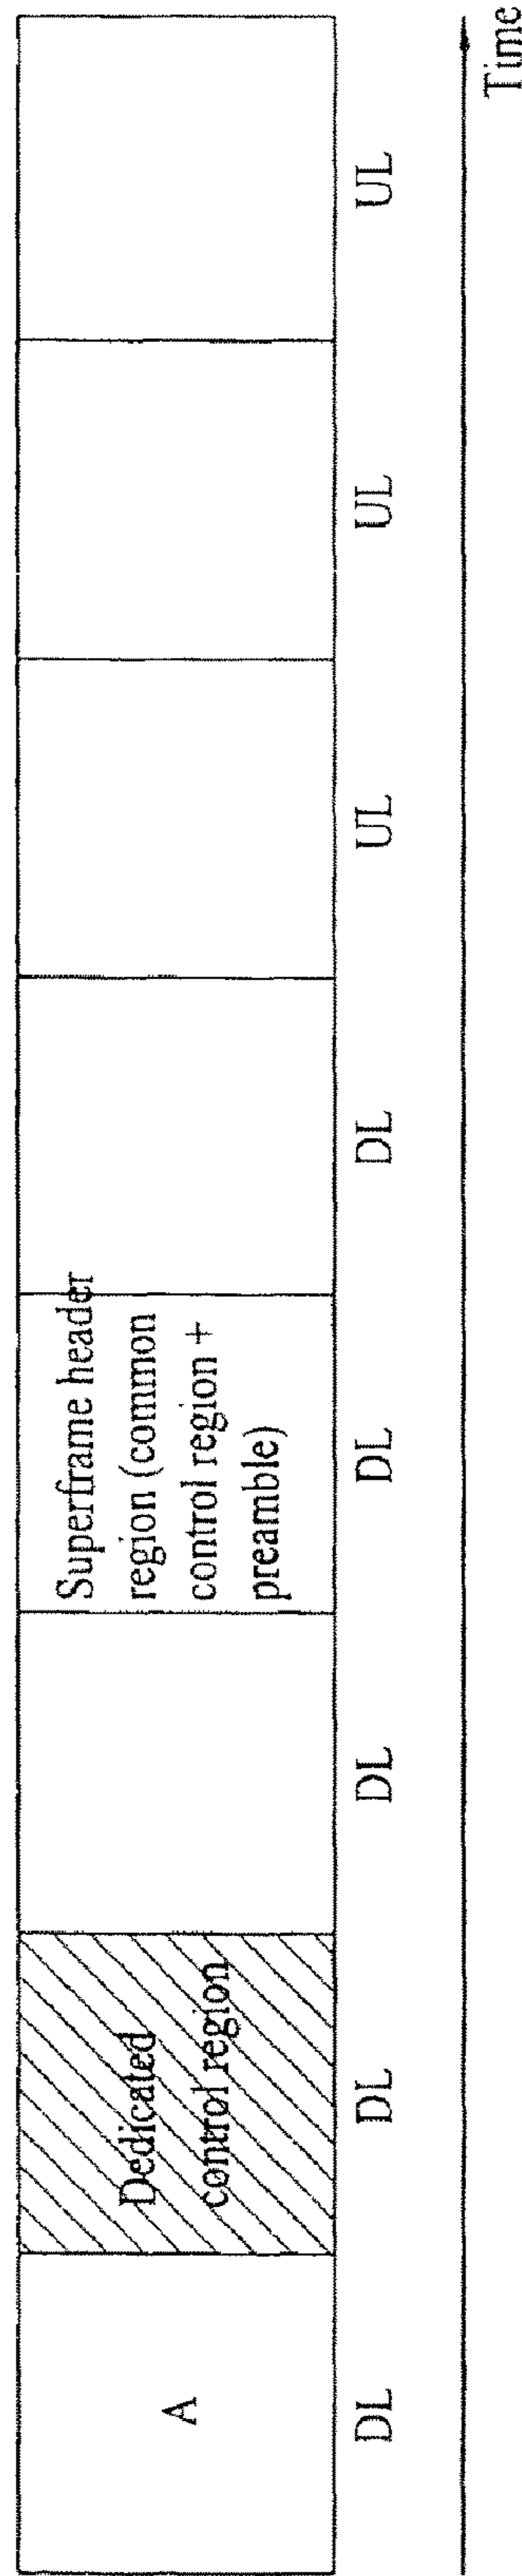 A
Dedicated
control region
Superframe header
region (common
control region +
preamble)
DL
DL
DL
DL
DL
UL
UL
UL
Time